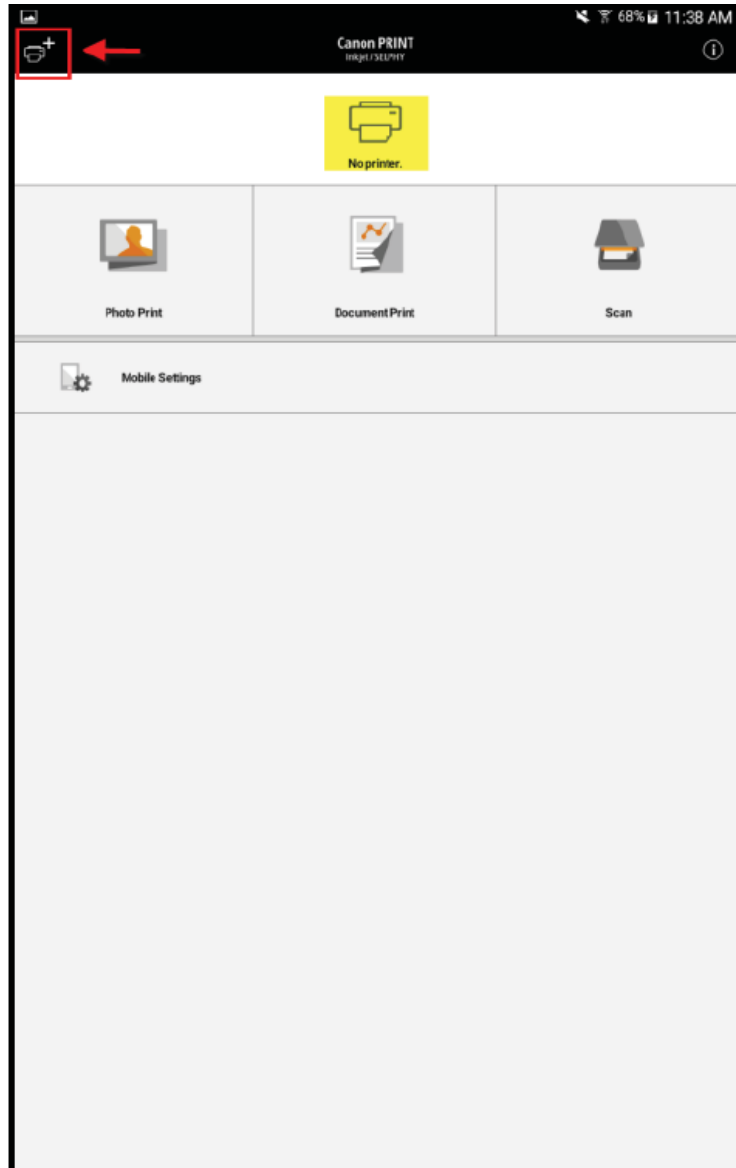 68% 11:38 AM
Canon PRINT
Inkjet/SELPHY
No printer.
Photo Print
Document Print
Scan
Mobile Settings